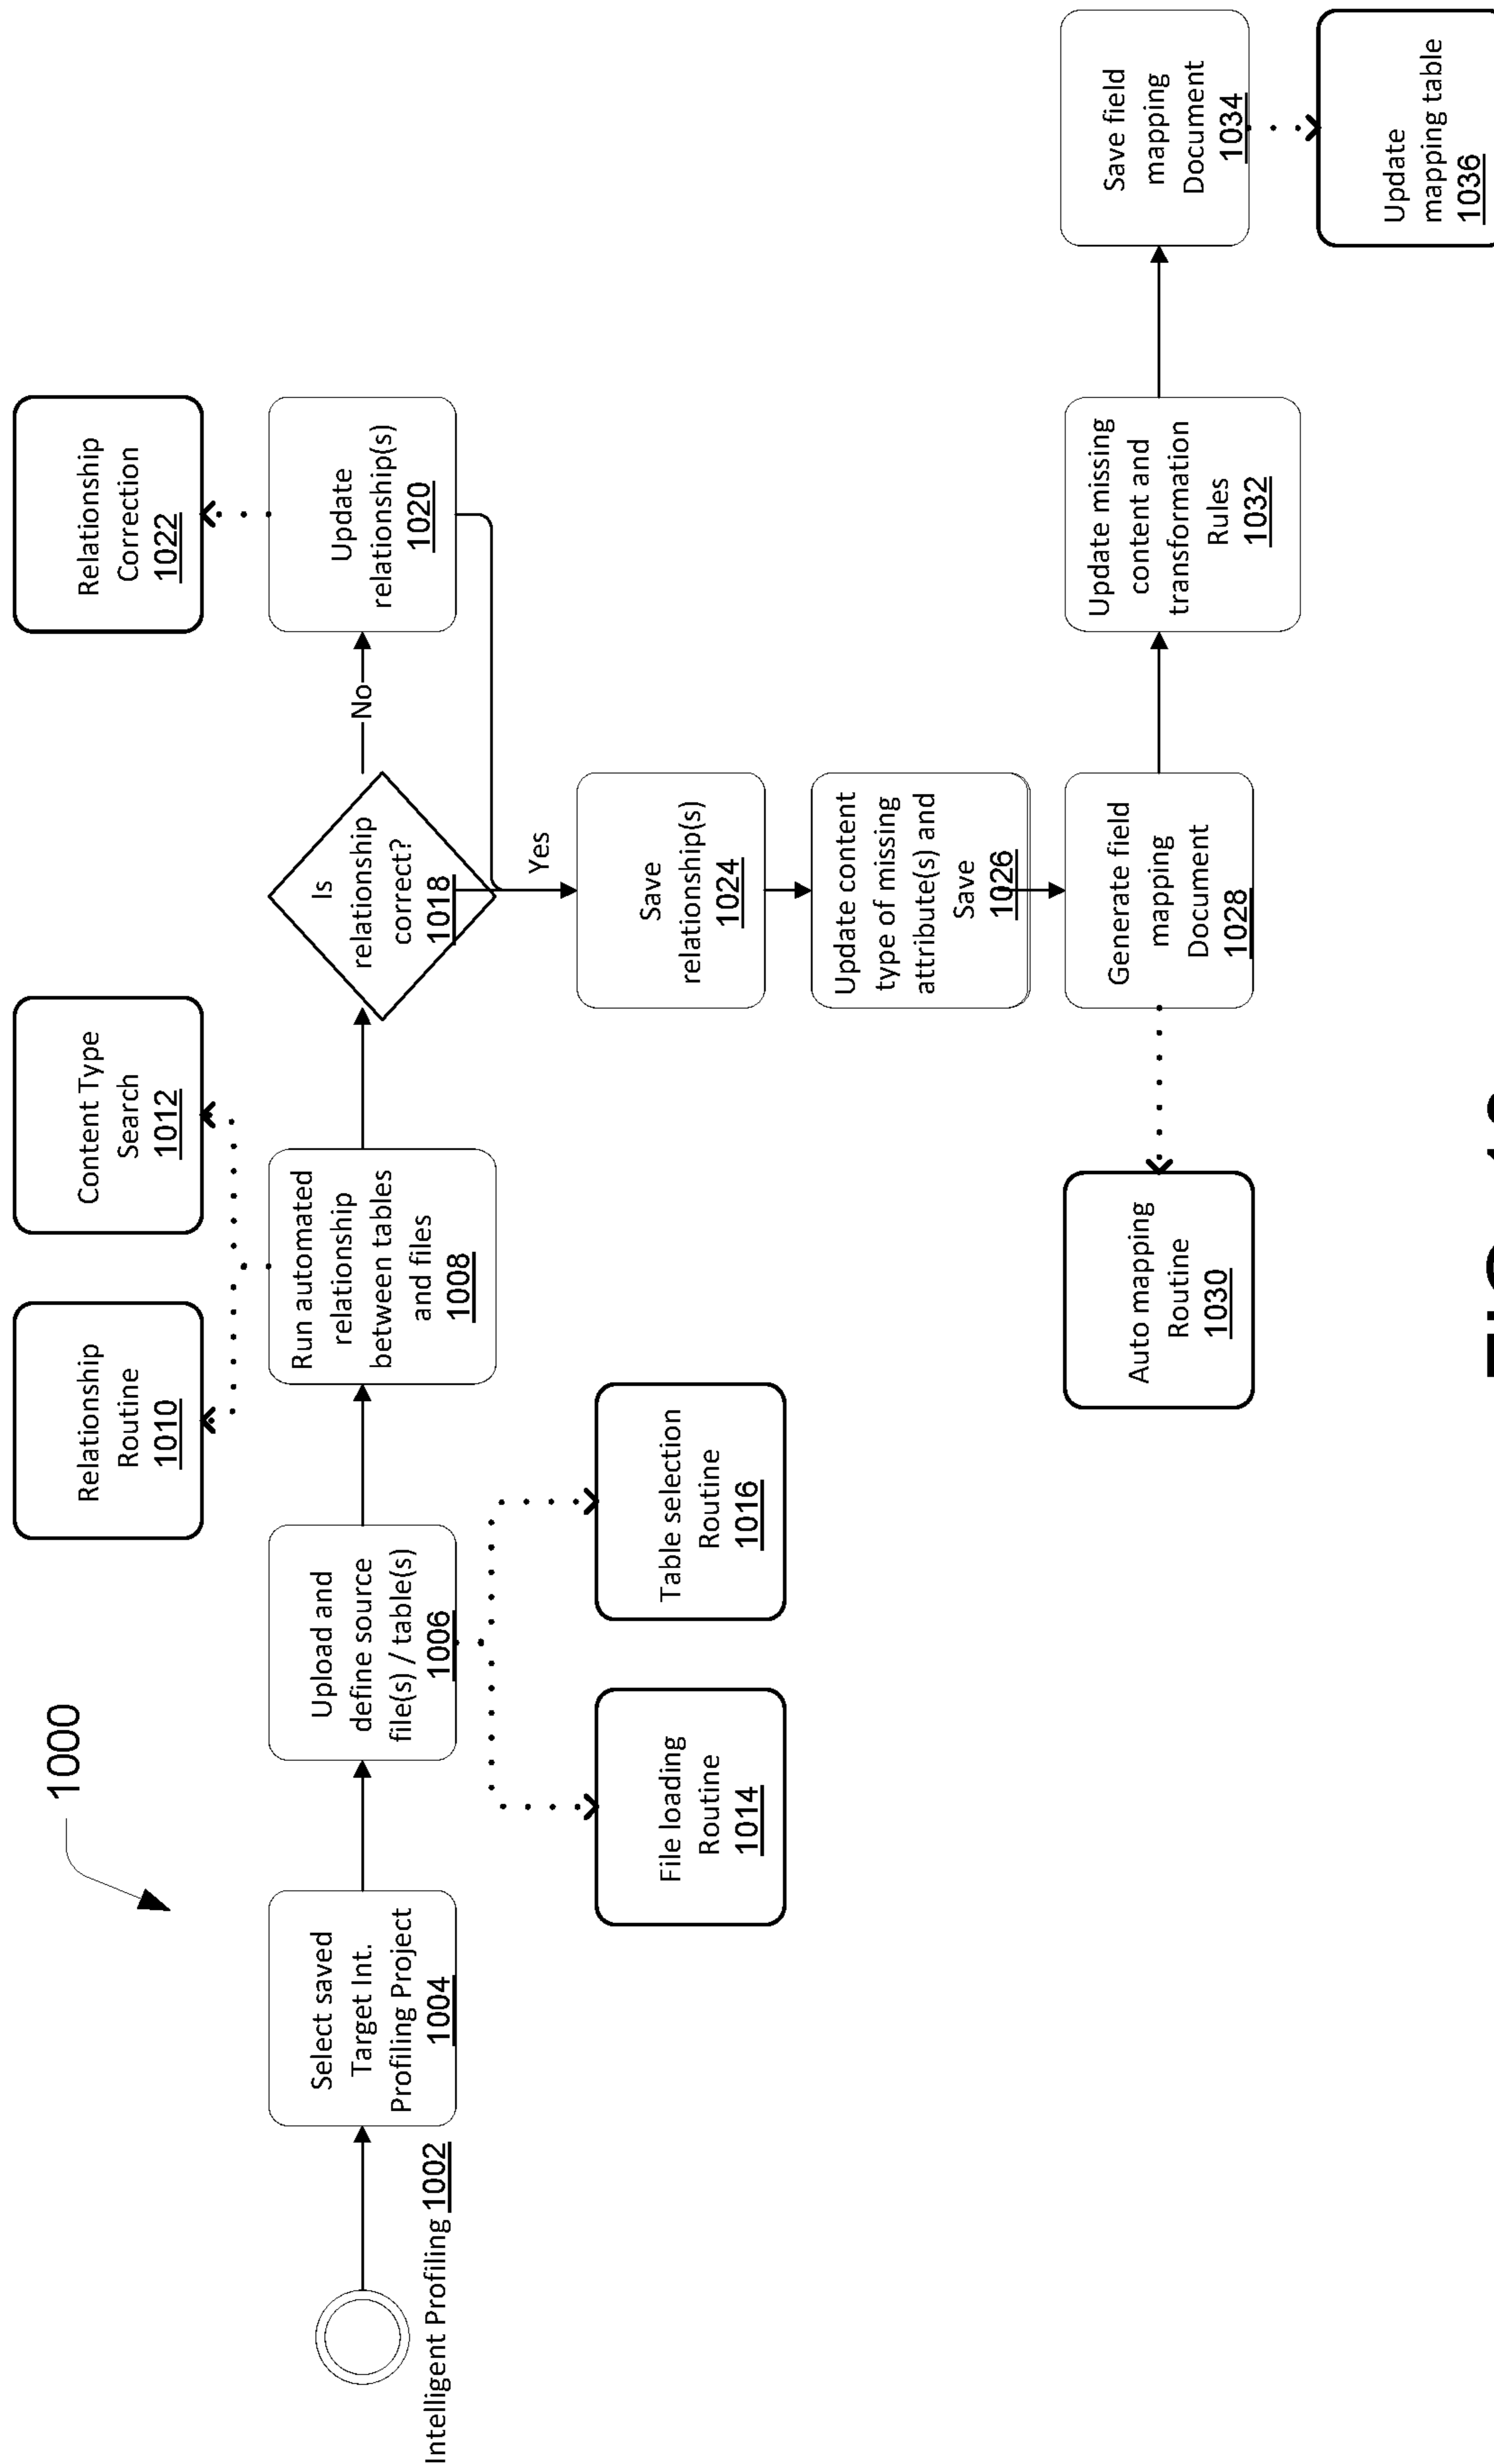 1000
Intelligent Profiling 1002
Select saved
Target Int.
Profiling Project
1004
Upload and
define source
file(s) / table(s)
1006
File loading
Routine
1014
Table selection
Routine
1016
Run automated
relationship
between tables
and files
1008
Relationship
Routine
1010
Content Type
Search
1012
Is
relationship
correct?
1018
No
Yes
Update
relationship(s)
1020
Relationship
Correction
1022
Save
relationship(s)
1024
Update content
type of missing
attribute(s) and
Save
1026
Generate field
mapping
Document
1028
Auto mapping
Routine
1030
Update missing
content and
transformation
Rules
1032
Save field
mapping
Document
1034
Update
mapping table
1036